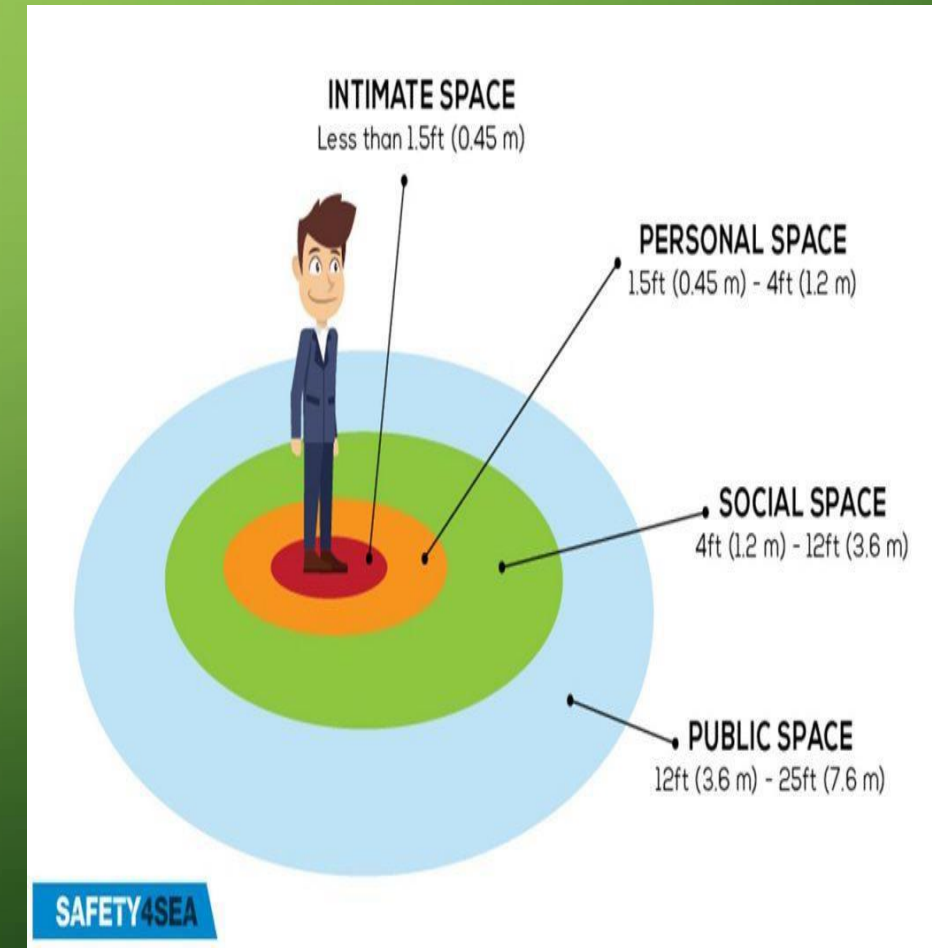 INTIMATE SPACE
Less than 1.5ft (0.45 m)
PERSONAL SPACE
1.5ft (0.45 m) - 4ft (1.2 m)
SOCIAL SPACE
4ft (1.2 m) - 12ft (3.6 m)
PUBLIC SPACE
12ft (3.6 m) - 25ft (7.6 m)
SAFETY4SEA